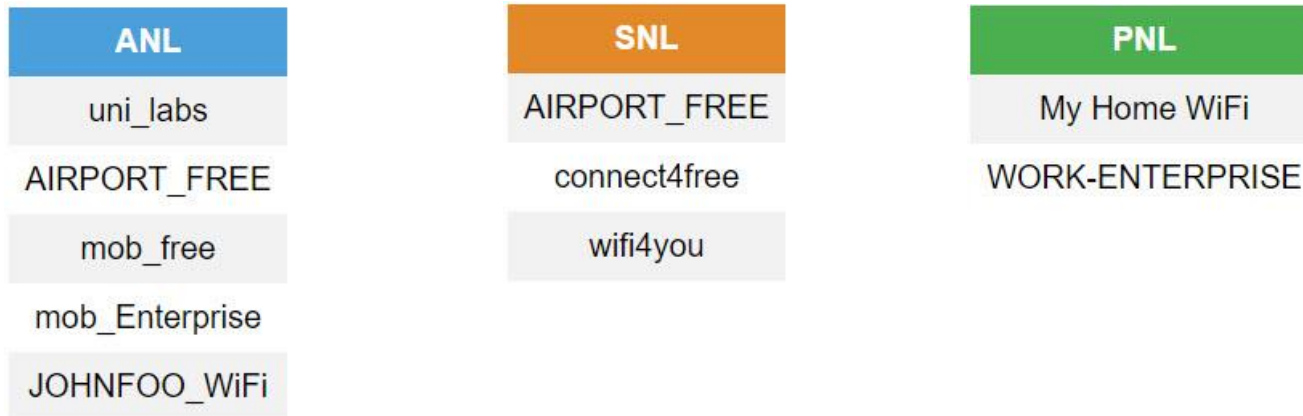 ANL
uni_labs
AIRPORT_FREE
mob_free
mob_Enterprise
JOHNFOO_WiFi
SNL
AIRPORT_FREE
connect4free
wifi4you
PNL
My Home WiFi
WORK-ENTERPRISE